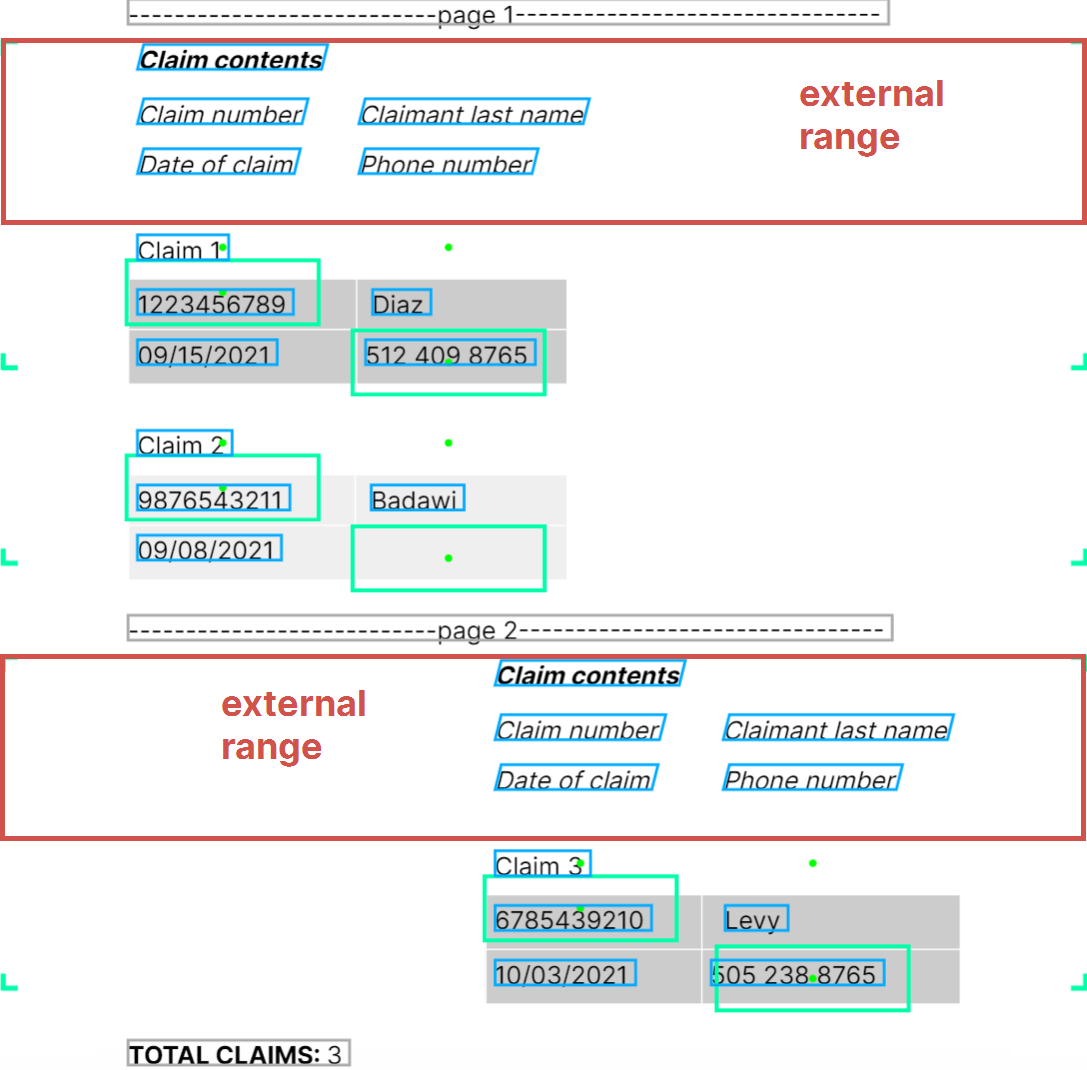 -------------------------page 1------------------------------
Claim contents
external
Claim number Claimant last name
range
Date of claim Phone number
Claim 1
1223456789 Diaz
09/15/2021 512 409 8765
Claim 2
9876543211 Badawi
09/08/2021
-------------------------page 2------------------------------
Claim contents
external
Claim number Claimant last name
range
Date of claim Phone number
Claim 3
6785439210 Levy
10/03/2021 505 238 8765
TOTAL CLAIMS: 3